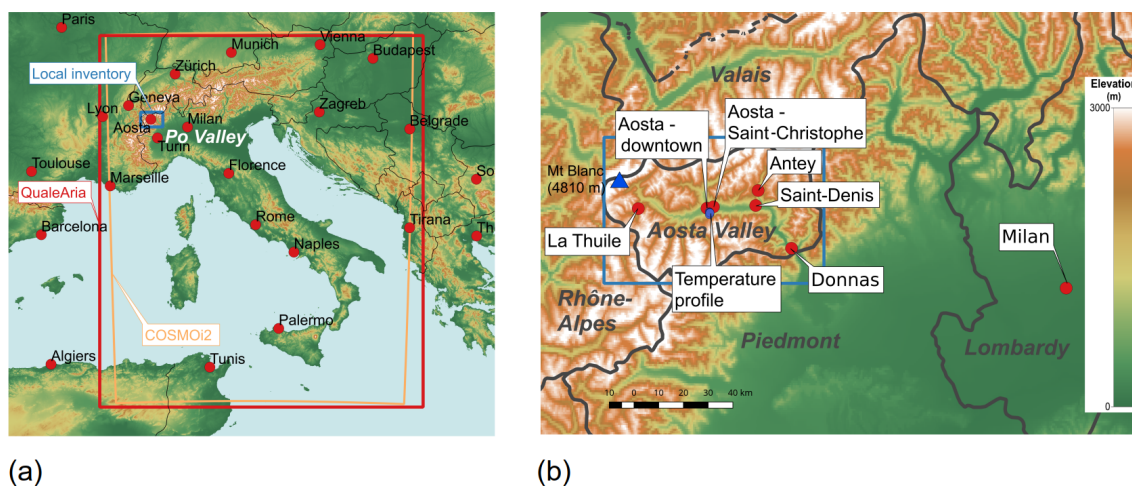 Paris
Vienna
Munich
Budapest
Zürich
Local inventory
Geneva
Lyon
Zagreb
Milan
Aosta
Po Valley
Belgrade
Turin
Toulouse
Florence
So
Marseille
QualeAria
Rome
Tirana
Barcelona
Th
Naples
COSMOi2
Palermo
Algiers
Tunis
(a)
Valais
Elevation
(m)
3000
0
Aosta -
downtown
Aosta -
Saint-Christophe
Mt Blanc
(4810 m)
Antey
Saint-Denis
La Thuile
Aosta Valley
Milan
Temperature
profile
Donnas
Rhône-
Alpes
Piedmont
Lombardy
10 0 10 20 30 40 km
(b)